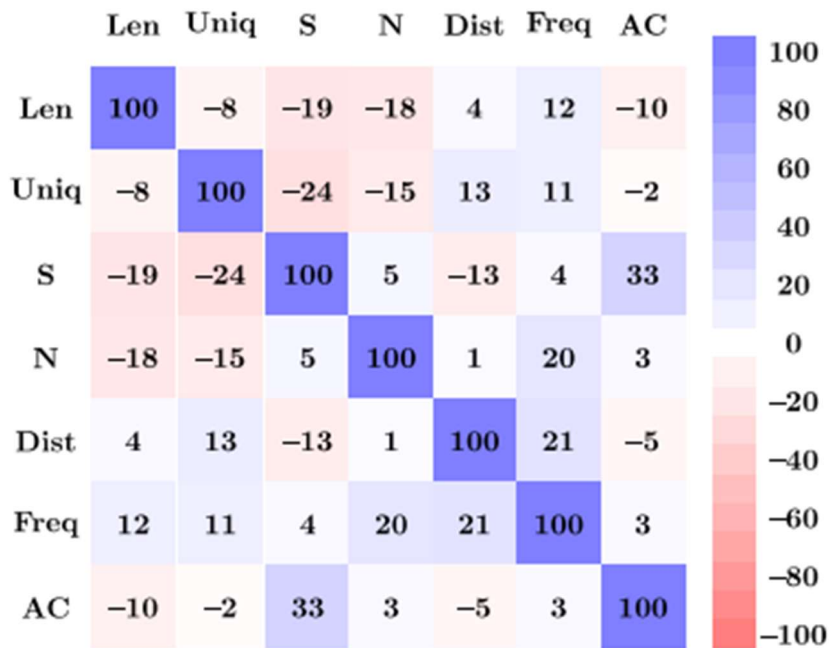 Len Uniq S N Dist Freq AC
Len 100 −8 −19 −18 4 12 −10
Uniq −8 100 −24 −15 13 11 −2
S −19 −24 100 5 −13 4 33
N −18 −15 5 100 1 20 3
Dist 4 13 −13 1 100 21 −5
Freq 12 11 4 20 21 100 3
AC −10 −2 33 3 −5 3 100
100
80
60
40
20
0
−20
−40
−60
−80
−100